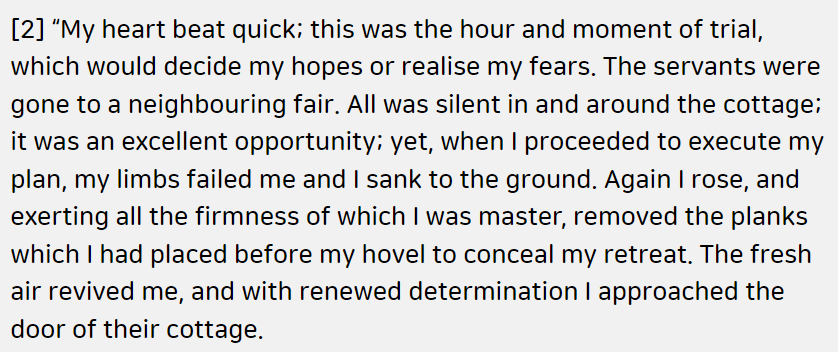 [2] “My heart beat quick; this was the hour and moment of trial,
which would decide my hopes or realise my fears. The servants were
gone to a neighbouring fair. All was silent in and around the cottage;
it was an excellent opportunity; yet, when I proceeded to execute my
plan, my limbs failed me and I sank to the ground. Again I rose, and
exerting all the firmness of which I was master, removed the planks
which I had placed before my hovel to conceal my retreat. The fresh
air revived me, and with renewed determination I approached the
door of their cottage.